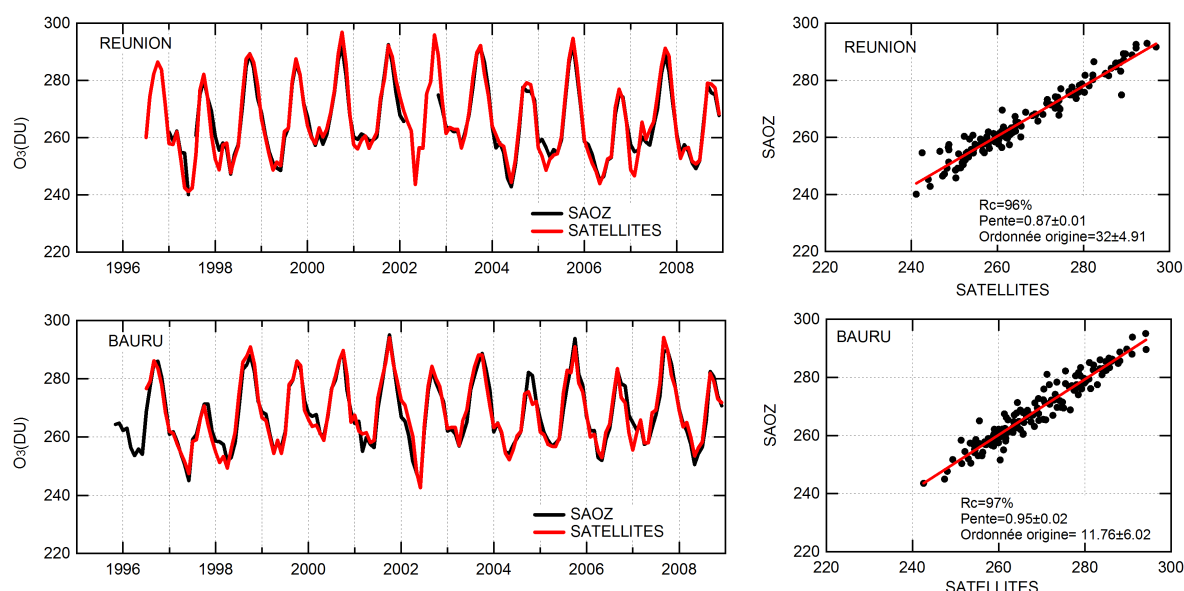 300
280
260
240
220
O3(DU)
REUNION
SAOZ
SATELLITES
1996 1998 2000 2002 2004 2006 2008
300
280
260
240
220
SAOZ
REUNION
Rc=96%
Pente=0.87±0.01
Ordonnée origine=32±4.91
220 240 260 280 300
SATELLITES
300
280
260
240
220
O3(DU)
BAURU
SAOZ
SATELLITES
1996 1998 2000 2002 2004 2006 2008
300
280
260
240
220
SAOZ
BAURU
Rc=97%
Pente=0.95±0.02
Ordonnée origine= 11.76±6.02
220 240 260 280 300
SATELLITES